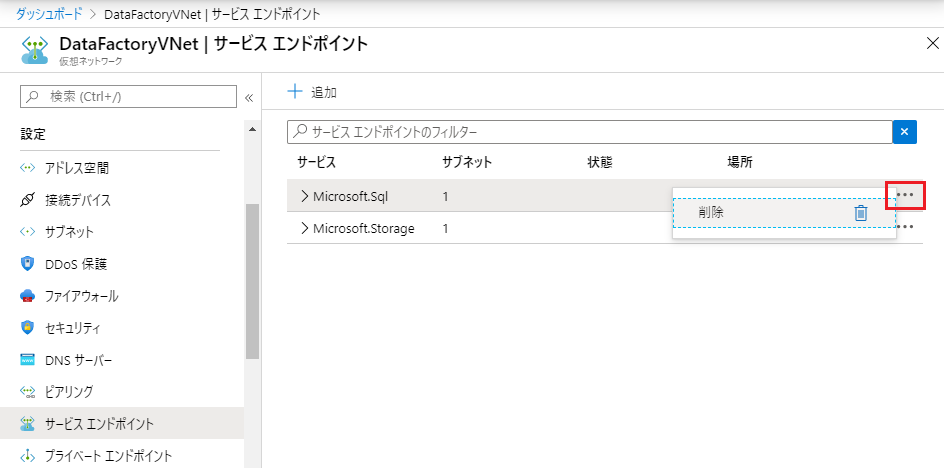 ダッシュボード > DataFactoryVNet | サービス エンドポイント
DataFactoryVNet | サービス エンドポイント
仮想ネットワーク
検索 (Ctrl+/)
設定
アドレス空間
接続デバイス
サブネット
DDoS 保護
ファイアウォール
セキュリティ
DNS サーバー
ピアリング
サービス エンドポイント
プライベート エンドポイント
追加
サービス エンドポイントのフィルター
サービス サブネット 状態 場所
Microsoft.Sql 1
削除
Microsoft.Storage 1